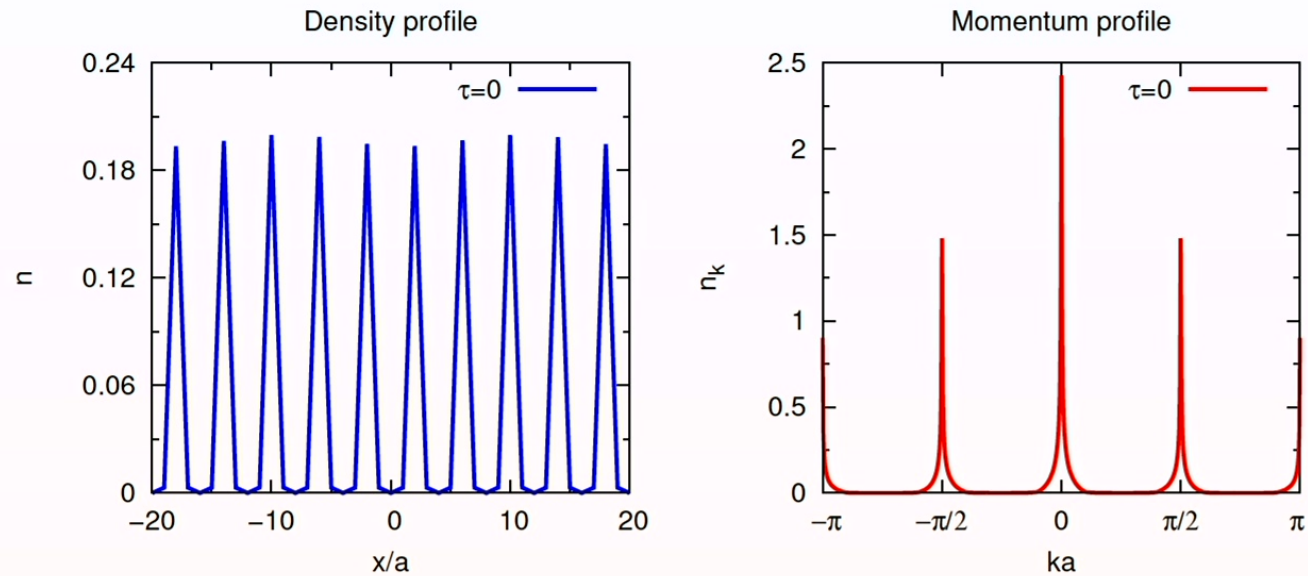 Density profile
0.24
0.18
0.12
0.06
0
n
τ=0
−20
−10
0
10
20
x/a
Momentum profile
2.5
2
1.5
1
0.5
0
nk
τ=0
−π
−π/2
0
π/2
π
ka